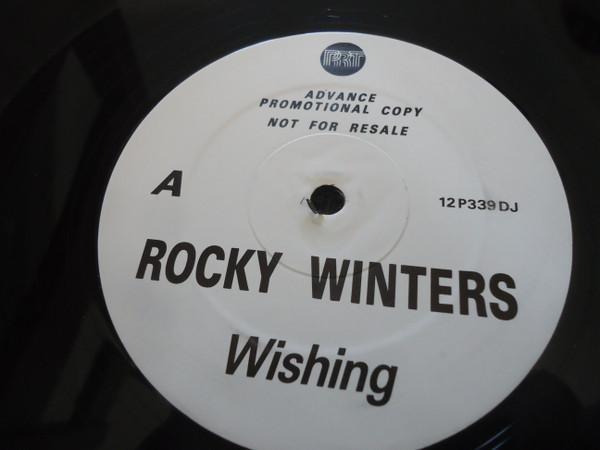 PRT
ADVANCE
PROMOTIONAL COPY
NOT FOR RESALE
A
12P339DJ
ROCKY WINTERS
Wishing